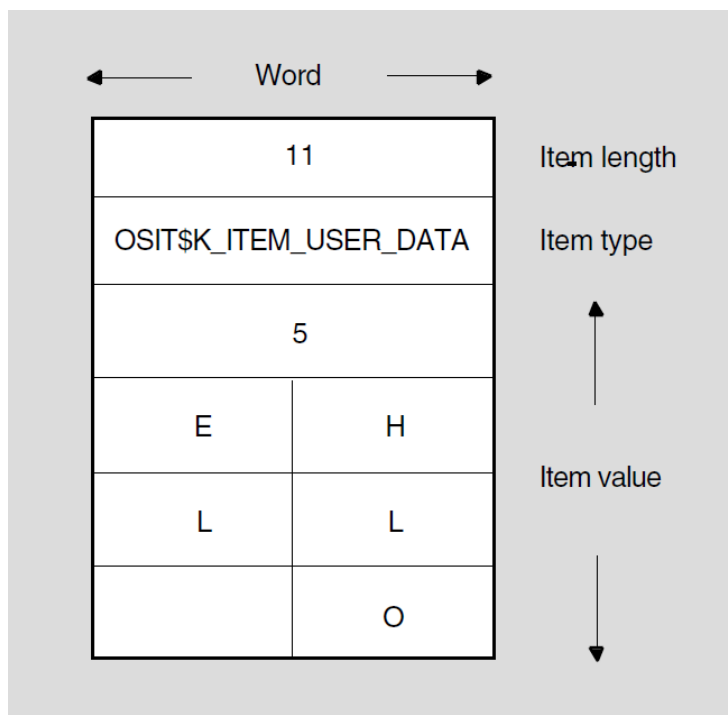 Word
11
Item length
OSIT$K_ITEM_USER_DATA
Item type
5
E H
Item value
L L
O